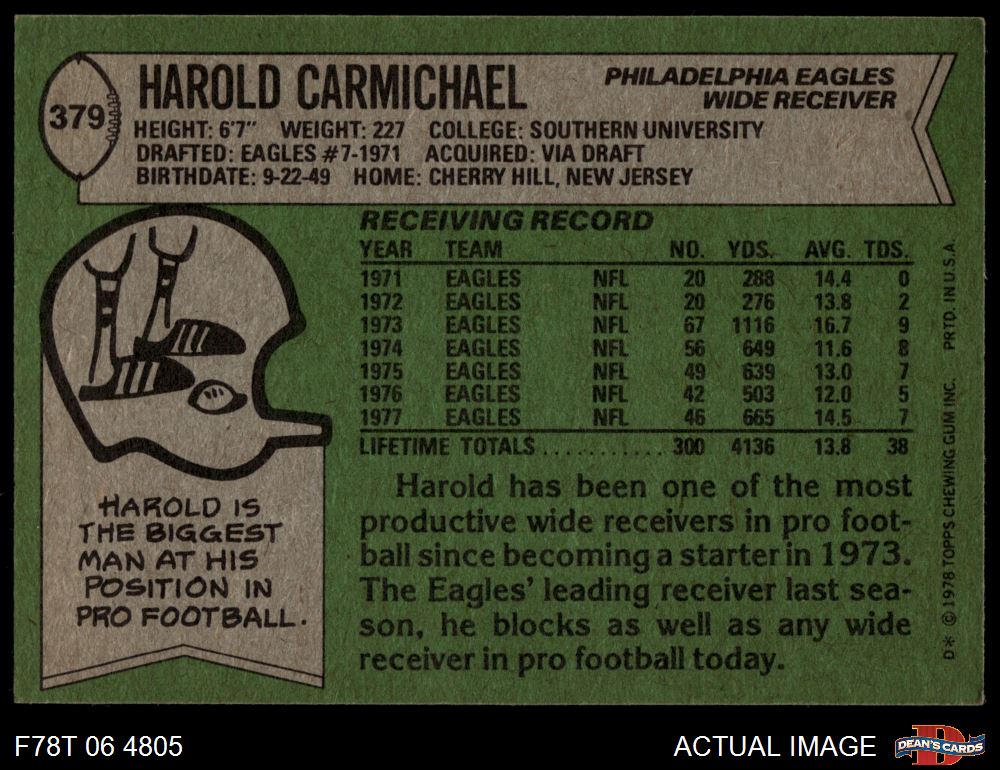 379
HAROLD CARMICHAEL
PHILADELPHIA EAGLES
WIDE RECEIVER
HEIGHT: 6'7" WEIGHT: 227 COLLEGE: SOUTHERN UNIVERSITY
DRAFTED: EAGLES #7-1971 ACQUIRED: VIA DRAFT
BIRTHDATE: 9-22-49 HOME: CHERRY HILL, NEW JERSEY
RECEIVING RECORD
YEAR TEAM NO. YDS. AVG. TDS.
1971 EAGLES NFL 20 288 14.4 0
1972 EAGLES NFL 20 276 13.8 2
1973 EAGLES NFL 67 1116 16.7 9
1974 EAGLES NFL 56 649 11.6 8
1975 EAGLES NFL 49 639 13.0 7
1976 EAGLES NFL 42 503 12.0 5
1977 EAGLES NFL 46 665 14.5 7
LIFETIME TOTALS ........... 300 4136 13.8 38
HAROLD IS
THE BIGGEST
MAN AT HIS
POSITION IN
PRO FOOTBALL.
Harold has been one of the most
productive wide receivers in pro foot-
ball since becoming a starter in 1973.
The Eagles' leading receiver last sea-
son, he blocks as well as any wide
receiver in pro football today.
D* © 1978 TOPPS CHEWING GUM INC. PRTD. IN U.S.A.
F78T 06 4805
ACTUAL IMAGE
D
DEAN'S CARDS